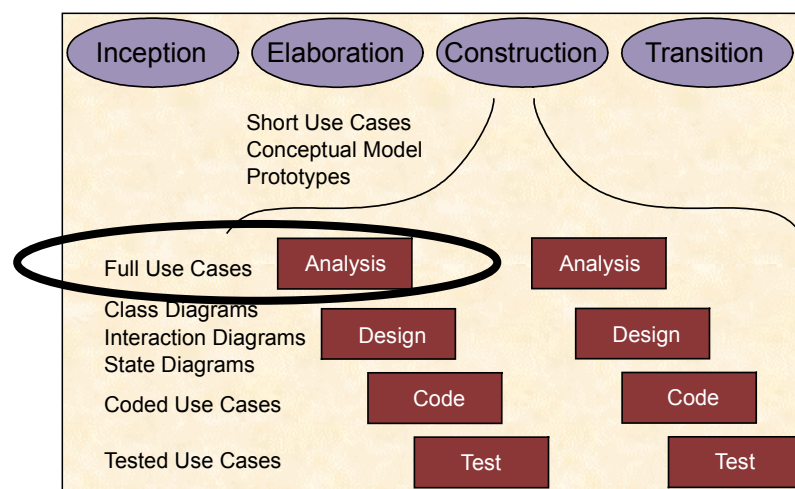 Inception Elaboration Construction Transition
Short Use Cases
Conceptual Model
Prototypes
Full Use Cases Analysis Analysis
Class Diagrams
Interaction Diagrams Design Design
State Diagrams
Coded Use Cases Code Code
Tested Use Cases Test Test